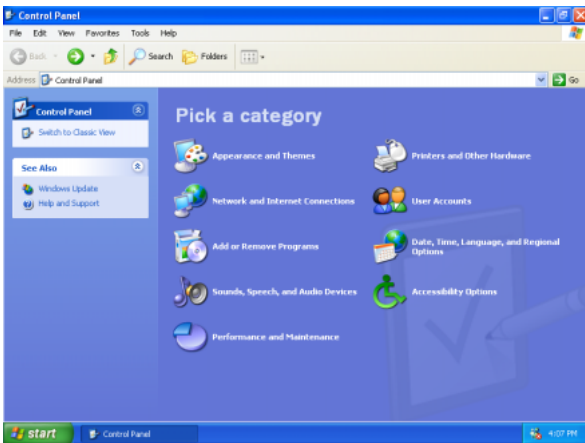 Control Panel
File Edit View Favorites Tools Help
Back Search Folders
Address Control Panel Go
Control Panel
Switch to Classic View
See Also
Windows Update
Help and Support
Pick a category
Appearance and Themes
Printers and Other Hardware
Network and Internet Connections
User Accounts
Add or Remove Programs
Date, Time, Language, and Regional
Options
Sounds, Speech, and Audio Devices
Accessibility Options
Performance and Maintenance
start Control Panel 4:07 PM